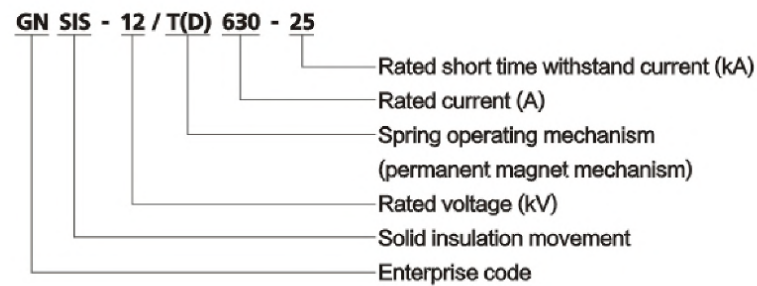 GN SIS - 12 / T(D) 630 - 25
Rated short time withstand current (kA)
Rated current (A)
Spring operating mechanism
(permanent magnet mechanism)
Rated voltage (kV)
Solid insulation movement
Enterprise code